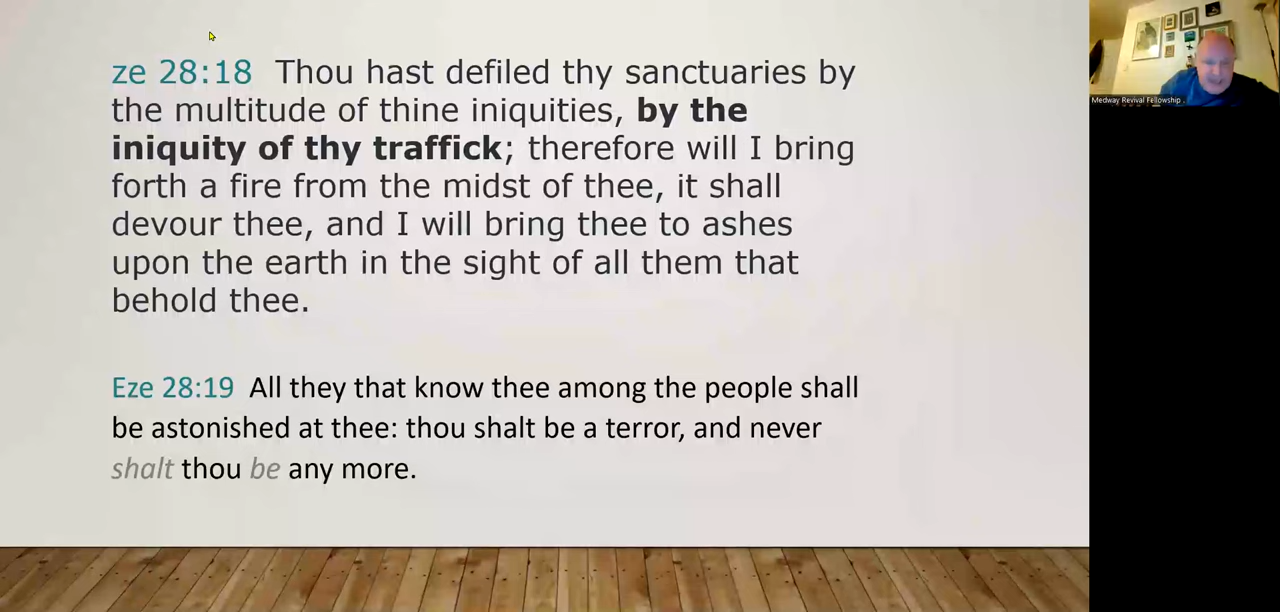 ze 28:18 Thou hast defiled thy sanctuaries by
the multitude of thine iniquities, by the
iniquity of thy traffick; therefore will I bring
forth a fire from the midst of thee, it shall
devour thee, and I will bring thee to ashes
upon the earth in the sight of all them that
behold thee.
Eze 28:19 All they that know thee among the people shall
be astonished at thee: thou shalt be a terror, and never
shalt thou be any more.
Medway Revival Fellowship .